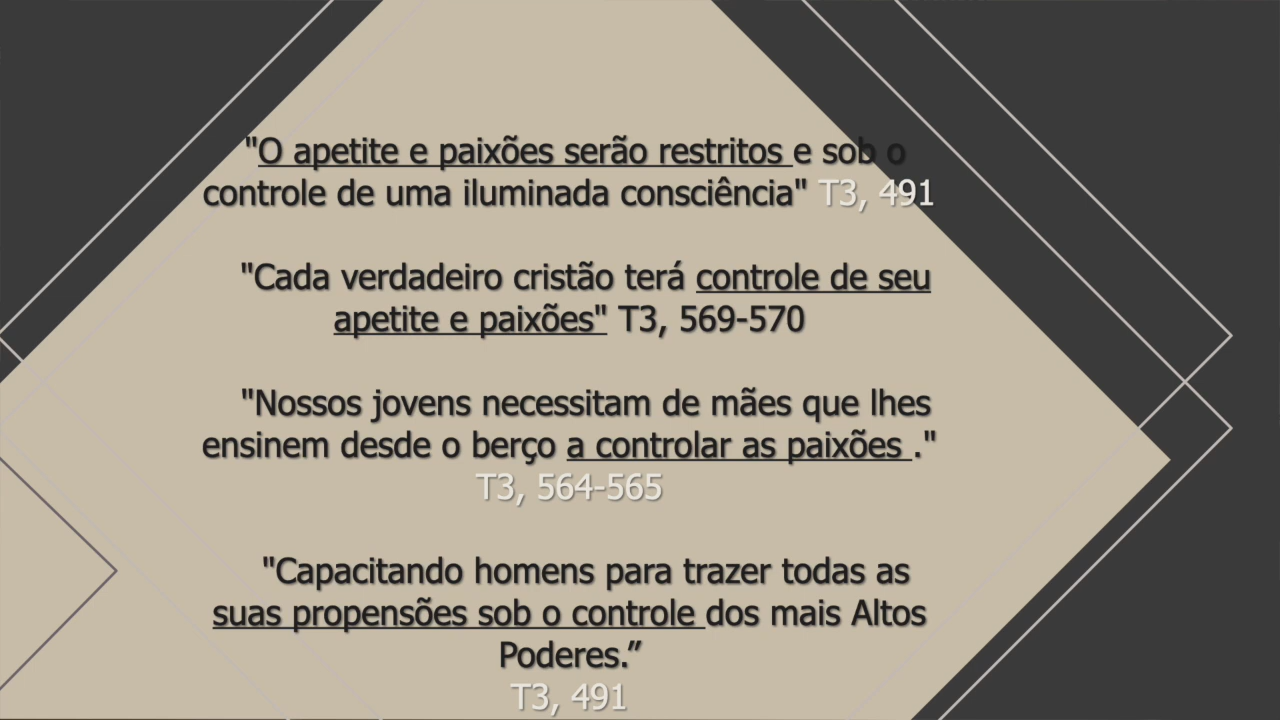 "O apetite e paixões serão restritos e sob o
controle de uma iluminada consciência" T3, 491
"Cada verdadeiro cristão terá controle de seu
apetite e paixões" T3, 569-570
"Nossos jovens necessitam de mães que lhes
ensinem desde o berço a controlar as paixões ."
T3, 564-565
"Capacitando homens para trazer todas as
suas propensões sob o controle dos mais Altos
Poderes.”
T3, 491